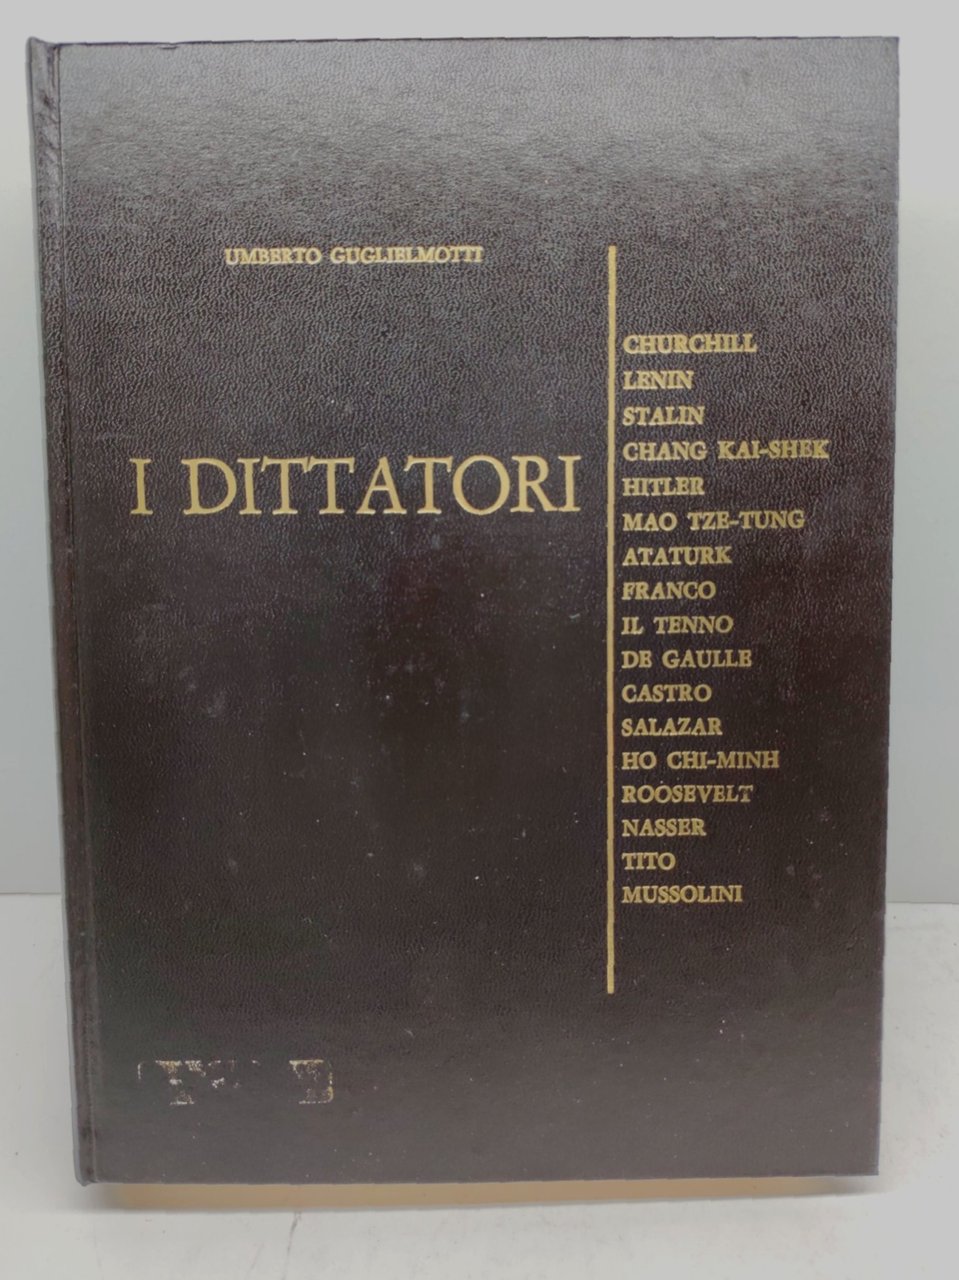 UMBERTO GUGLIELMOTTI
I DITTATORI
CHURCHILL
LENIN
STALIN
CHANG KAI-SHEK
HITLER
MAO TZE-TUNG
ATATURK
FRANCO
IL TENNO
DE GAULLE
CASTRO
SALAZAR
HO CHI-MINH
ROOSEVELT
NASSER
TITO
MUSSOLINI